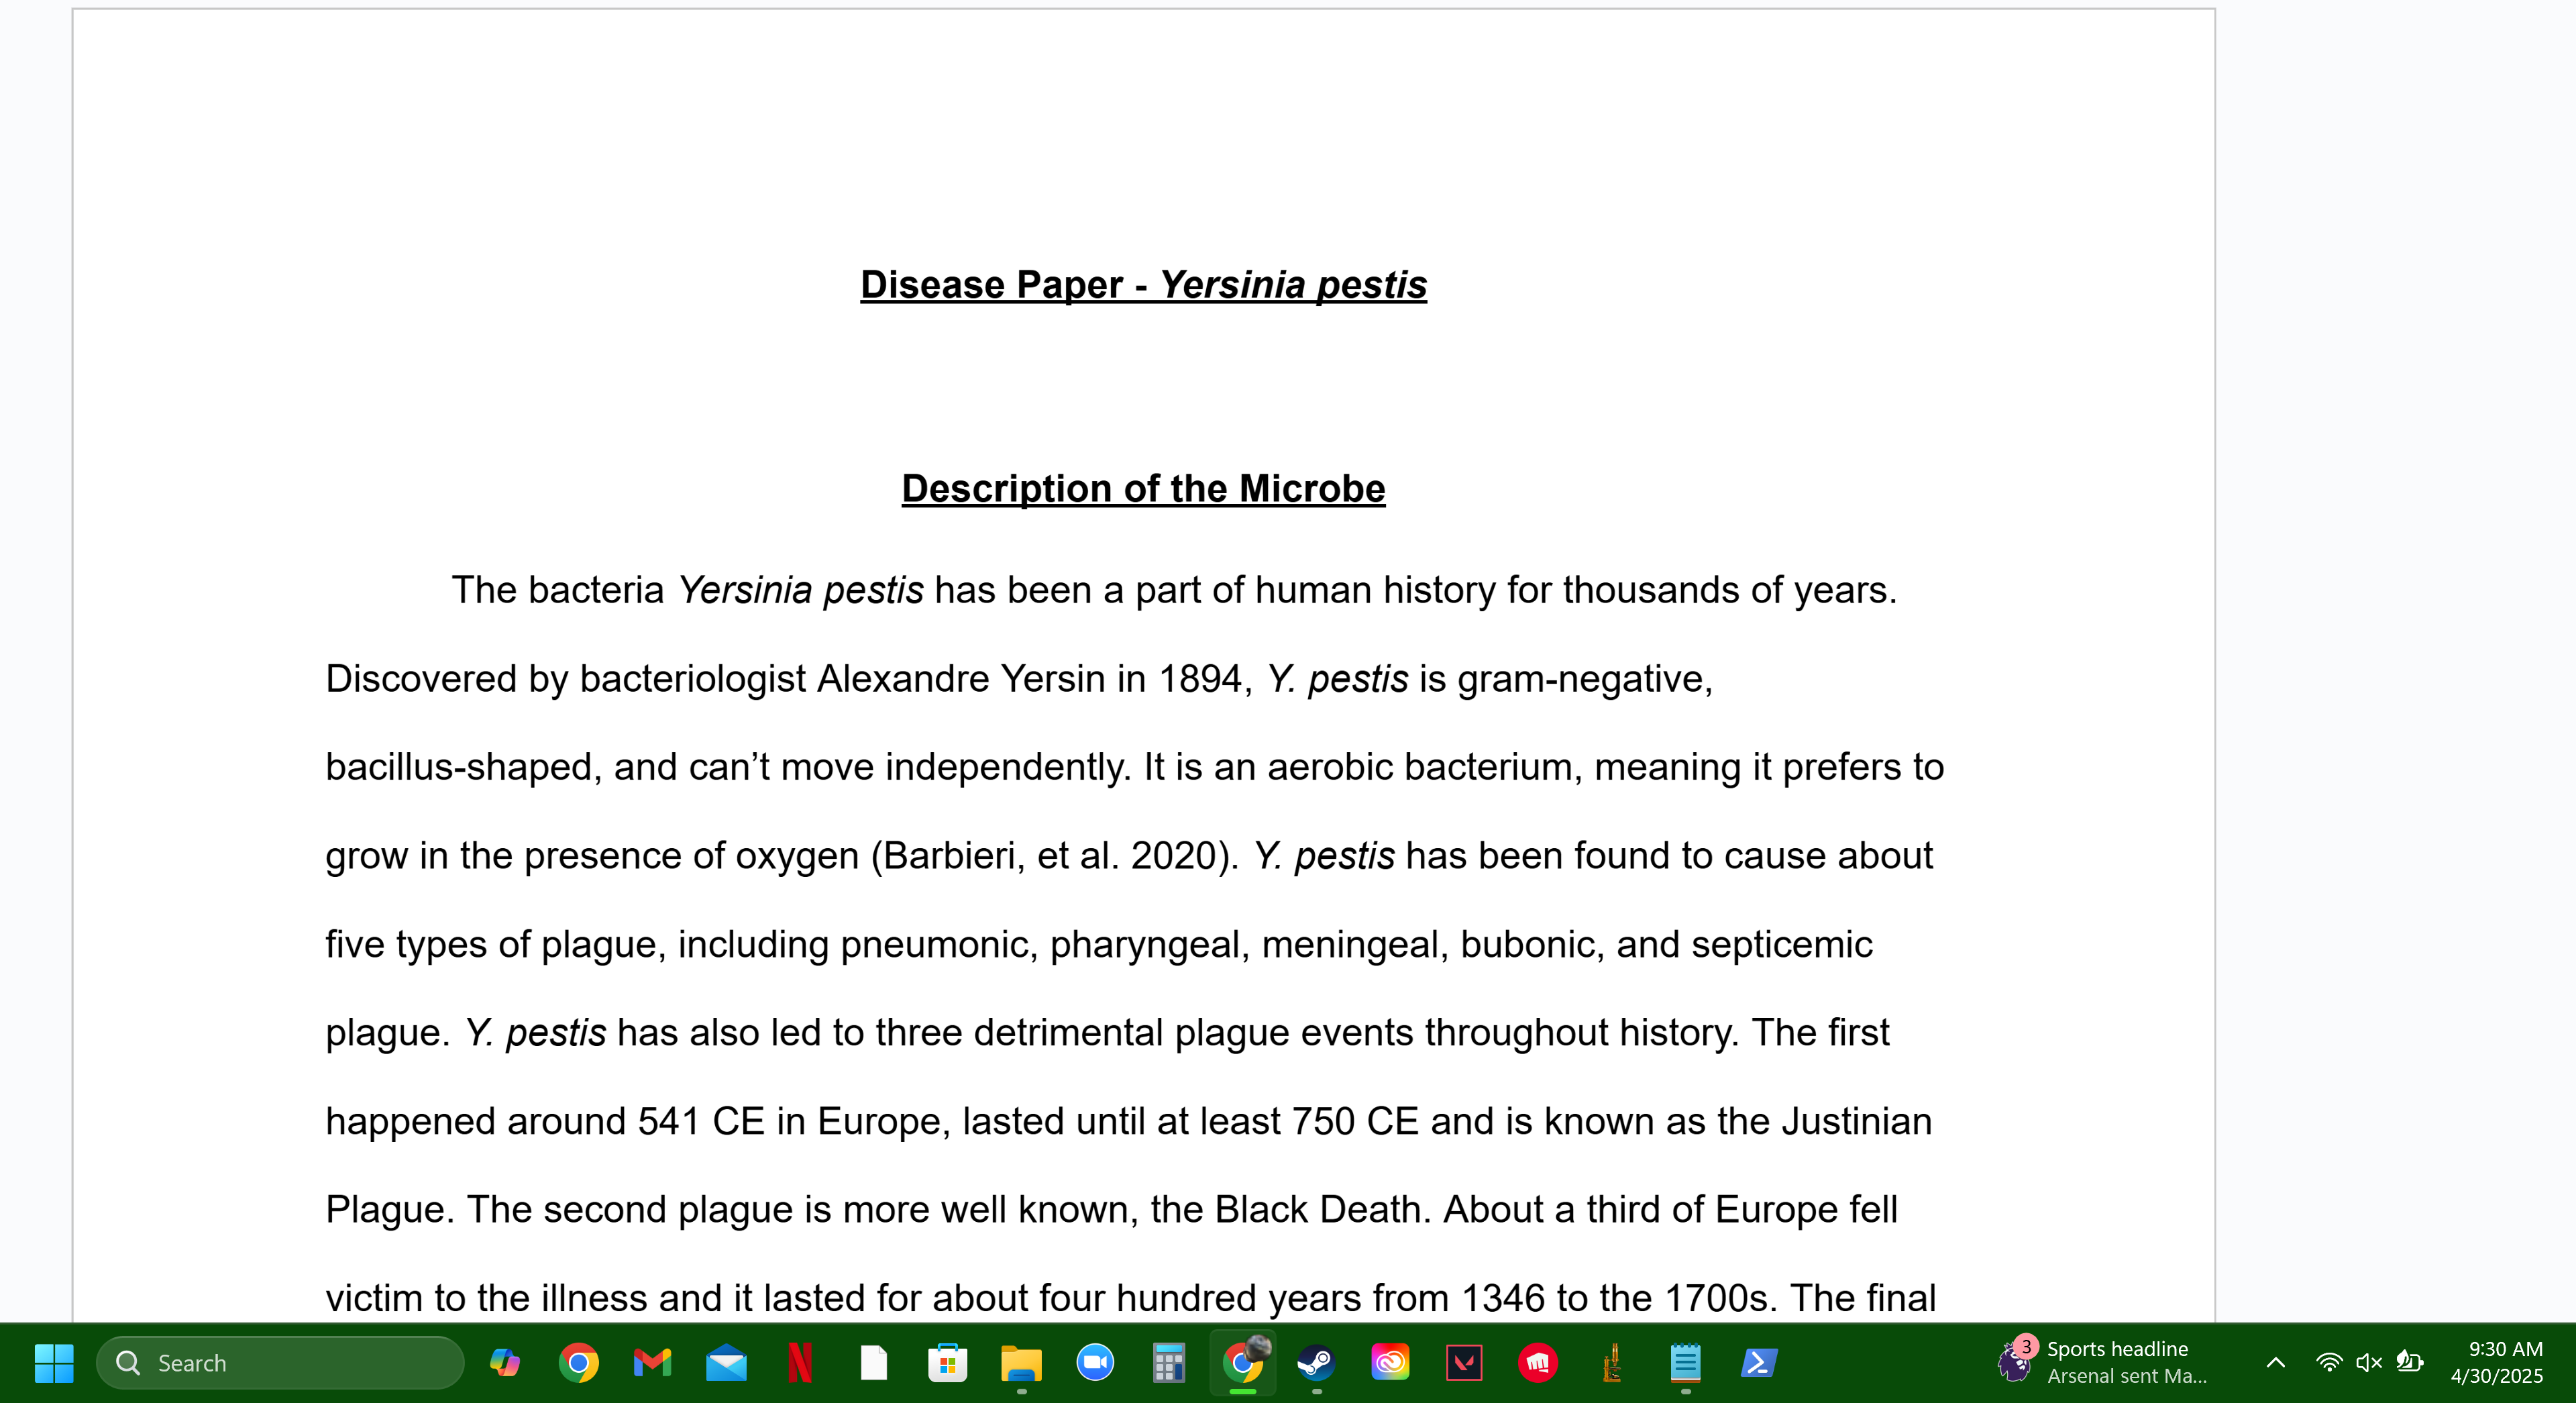 Disease Paper - Yersinia pestis
Description of the Microbe
The bacteria Yersinia pestis has been a part of human history for thousands of years.
Discovered by bacteriologist Alexandre Yersin in 1894, Y. pestis is gram-negative,
bacillus-shaped, and can’t move independently. It is an aerobic bacterium, meaning it prefers to
grow in the presence of oxygen (Barbieri, et al. 2020). Y. pestis has been found to cause about
five types of plague, including pneumonic, pharyngeal, meningeal, bubonic, and septicemic
plague. Y. pestis has also led to three detrimental plague events throughout history. The first
happened around 541 CE in Europe, lasted until at least 750 CE and is known as the Justinian
Plague. The second plague is more well known, the Black Death. About a third of Europe fell
victim to the illness and it lasted for about four hundred years from 1346 to the 1700s. The final
Search
3
Sports headline
Arsenal sent Ma...
9:30 AM
4/30/2025